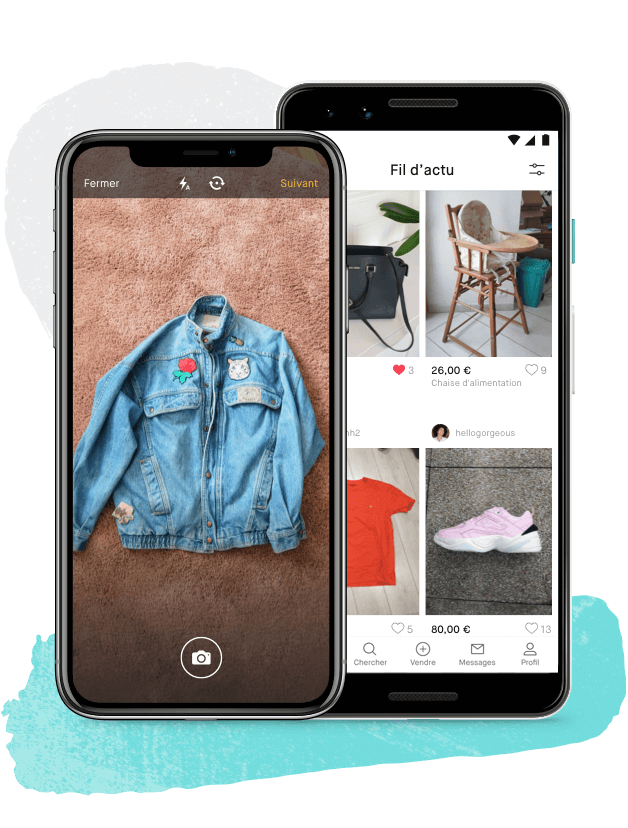 Fermer
A
Suivant
Fil d’actu
3
26,00 €
9
Chaise d'alimentation
nh2
hellogorgeous
5
80,00 €
13
Chercher
Vendre
Messages
Profil